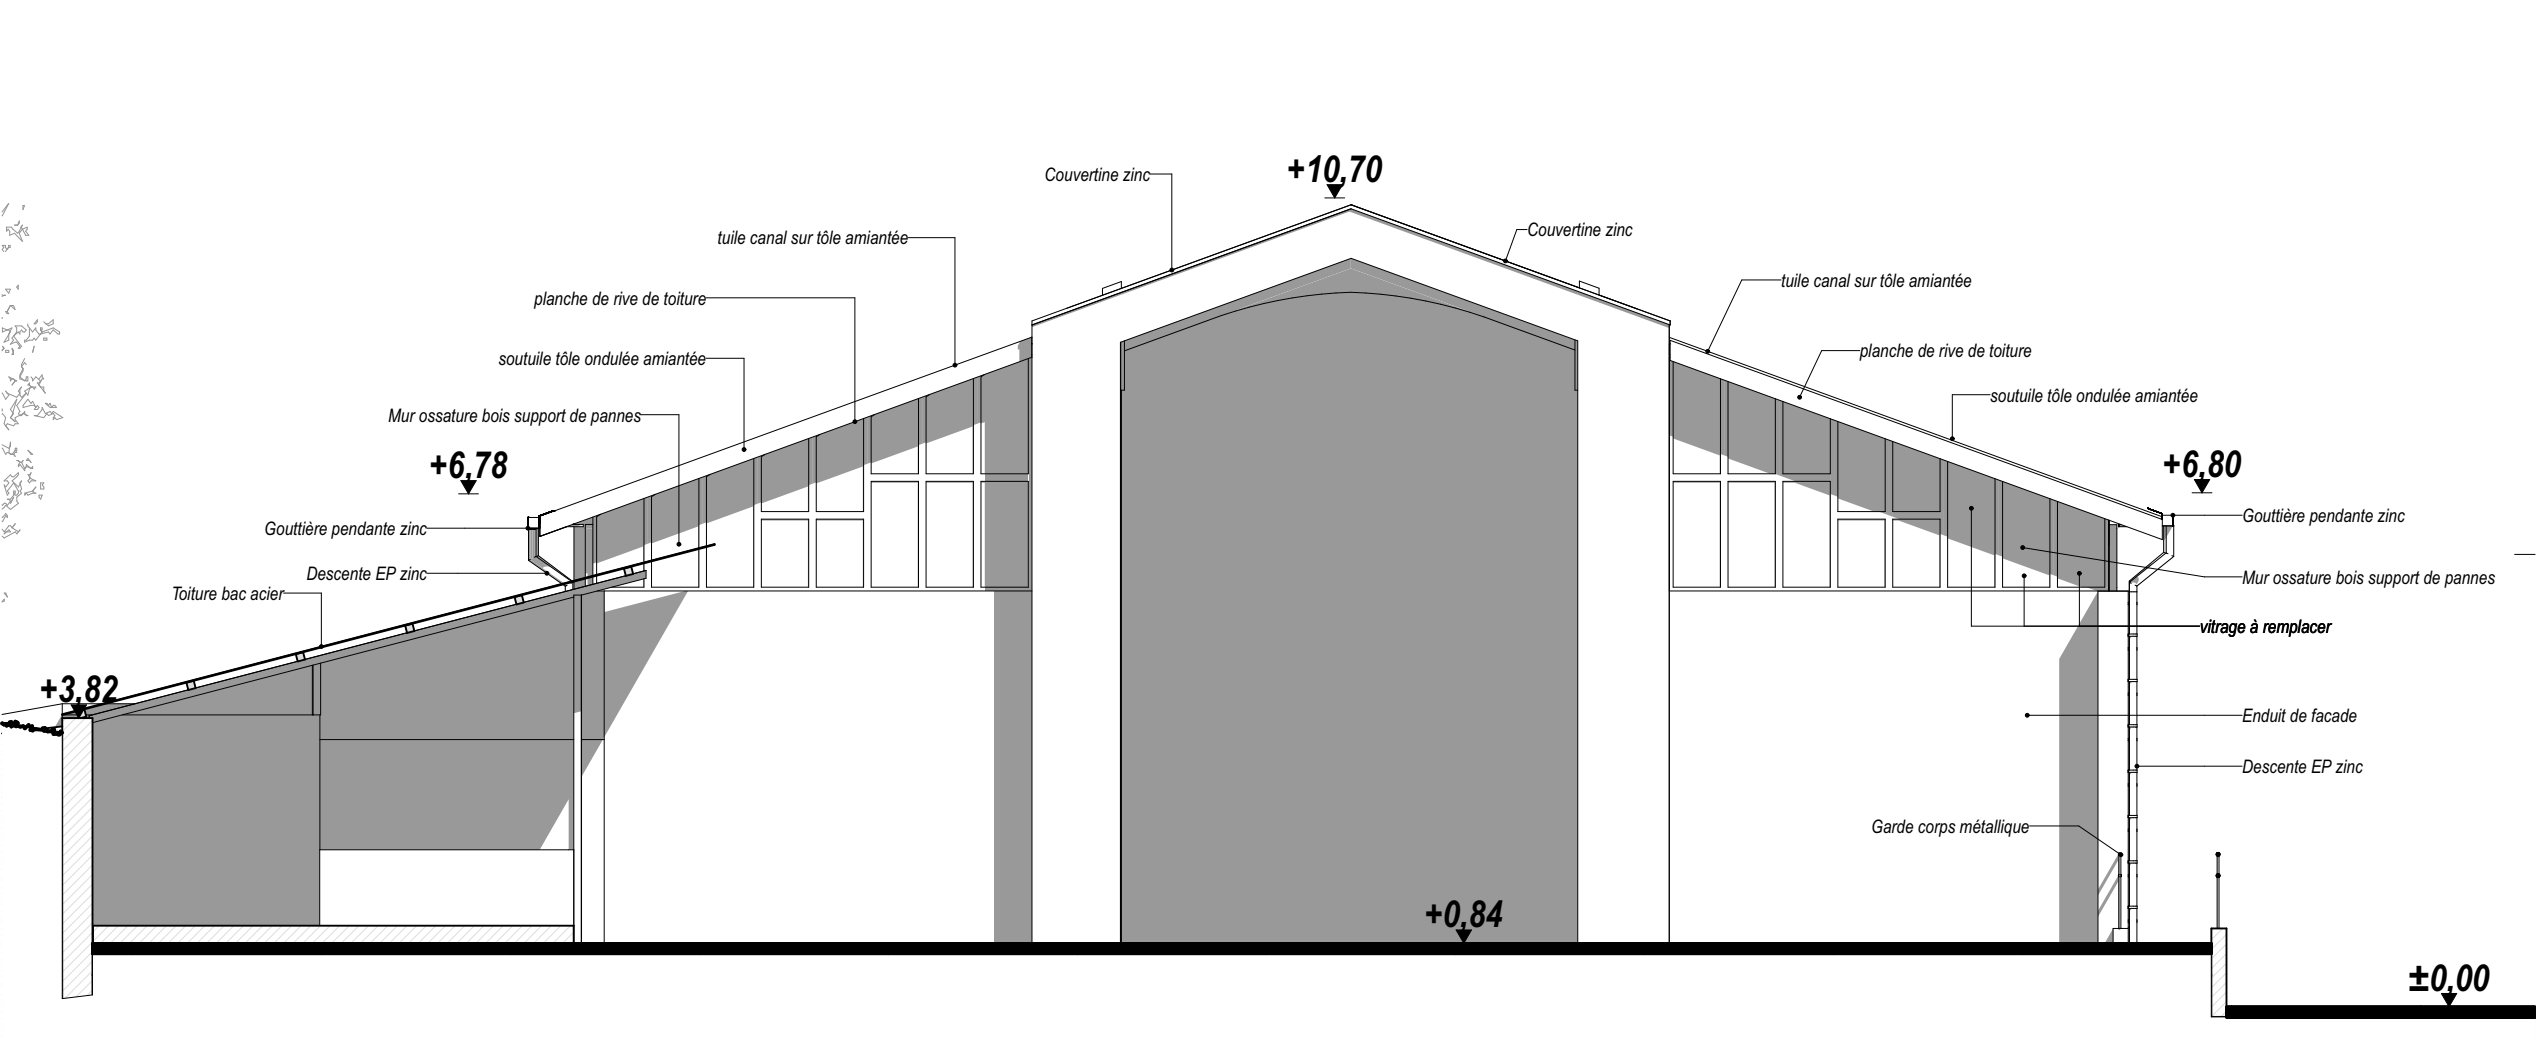 +10,70
Couvertine zinc
Couvertine zinc
tuile canal sur tôle amiantée
tuile canal sur tôle amiantée
planche de rive de toiture
planche de rive de toiture
soutuile tôle ondulée amiantée
soutuile tôle ondulée amiantée
Mur ossature bois support de pannes
+6,78
+6,80
Gouttière pendante zinc
Gouttière pendante zinc
Descente EP zinc
Mur ossature bois support de pannes
Toiture bac acier
vitrage à remplacer
+3,82
Enduit de facade
Descente EP zinc
Garde corps métallique
+0,84
±0,00